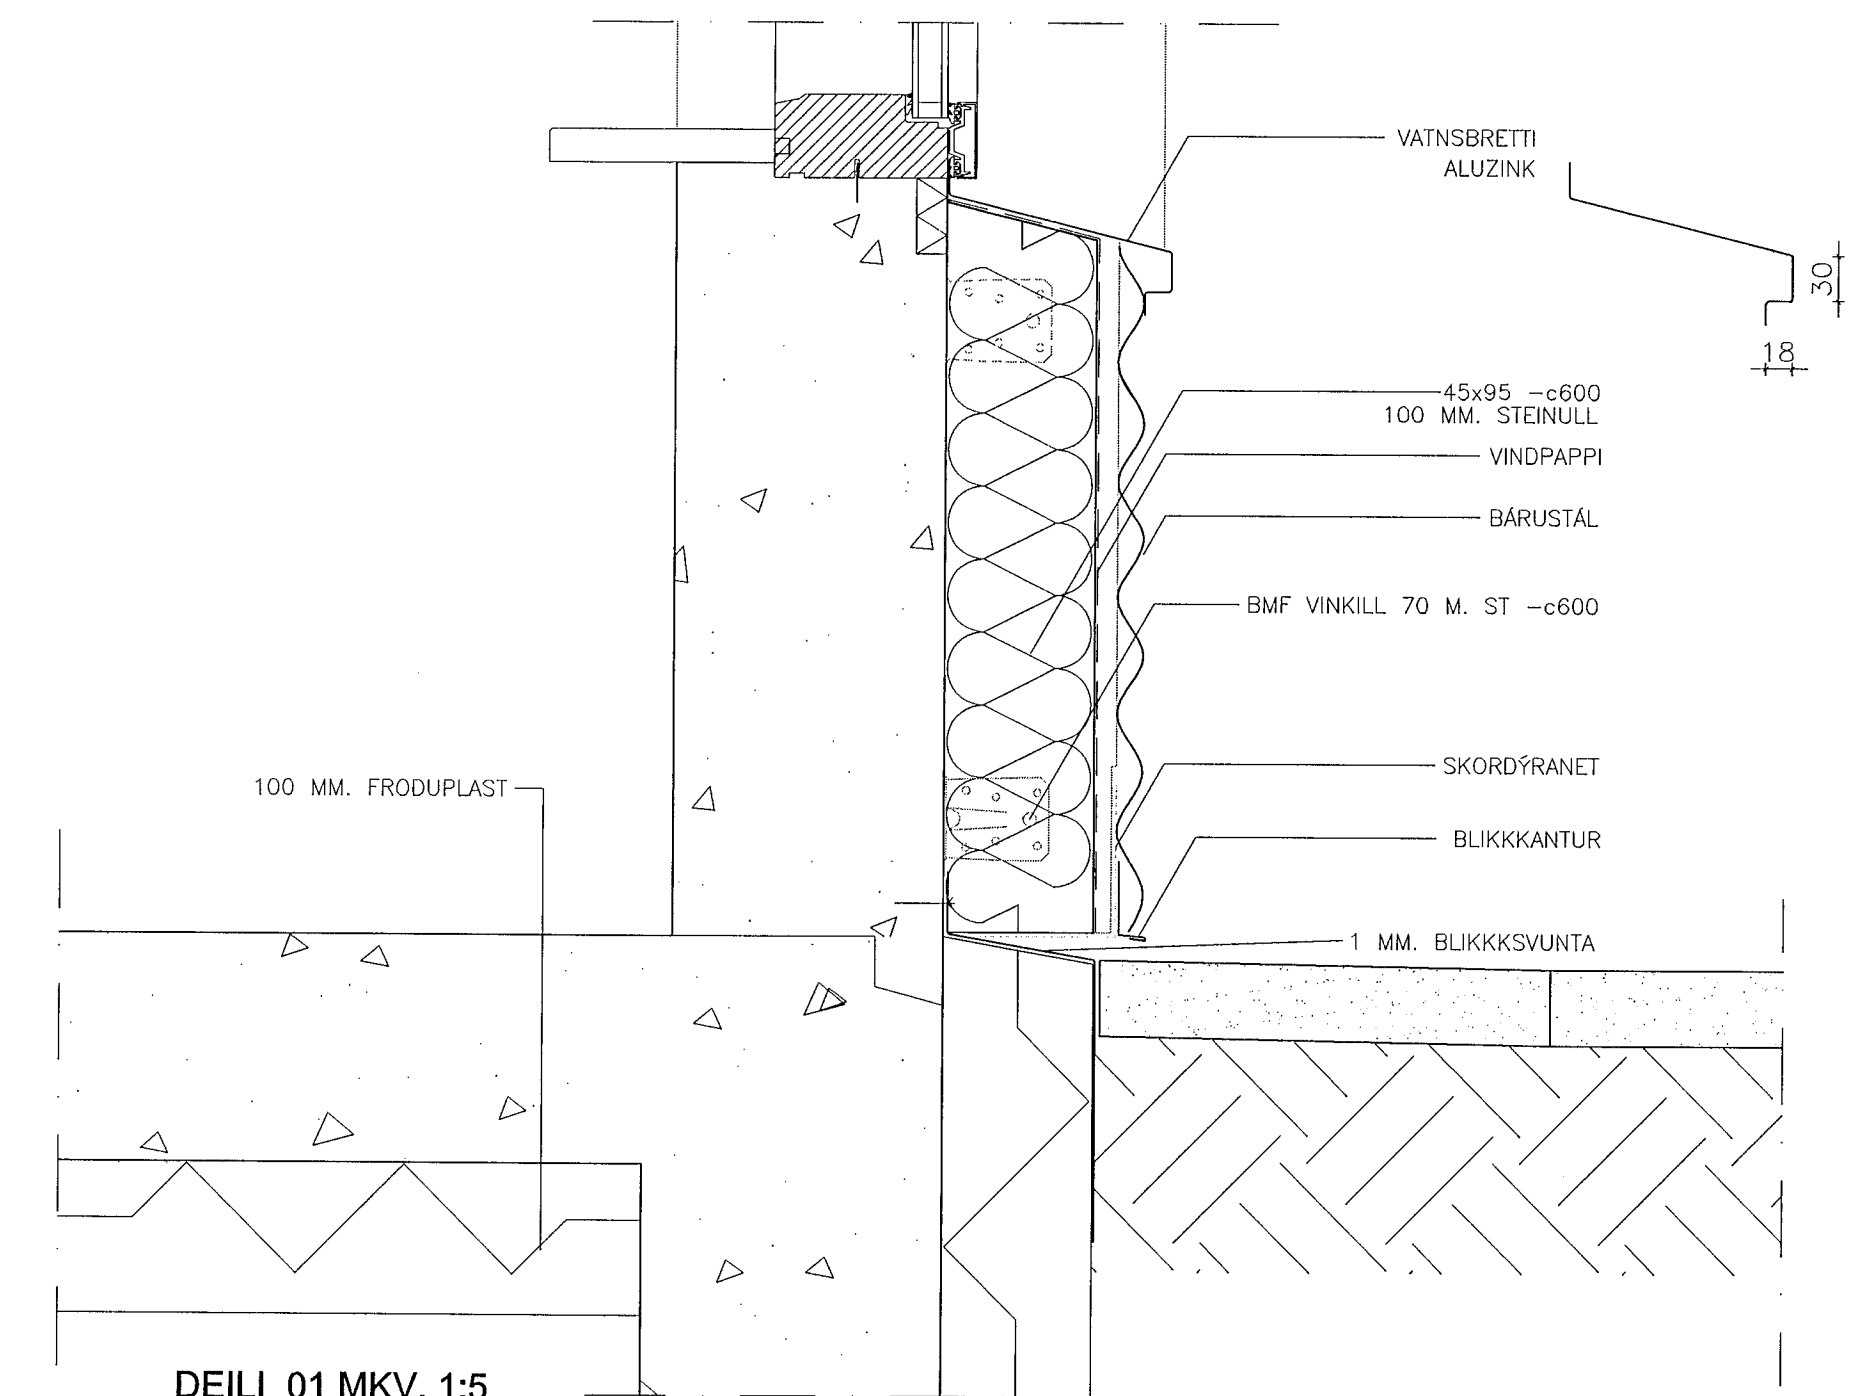 VATNSBRETTI
ALUZINK
30
18
45x95 -c600
100 MM. STEINULL
VINDPAPPI
BÁRUSTÁL
BMF VINKILL 70 M. ST -c600
SKORDÝRANET
100 MM. FRODUPLAST
BLIKKKANTUR
1 MM. BLIKKKSVUNTA
DEILI 01 MKV. 1:5